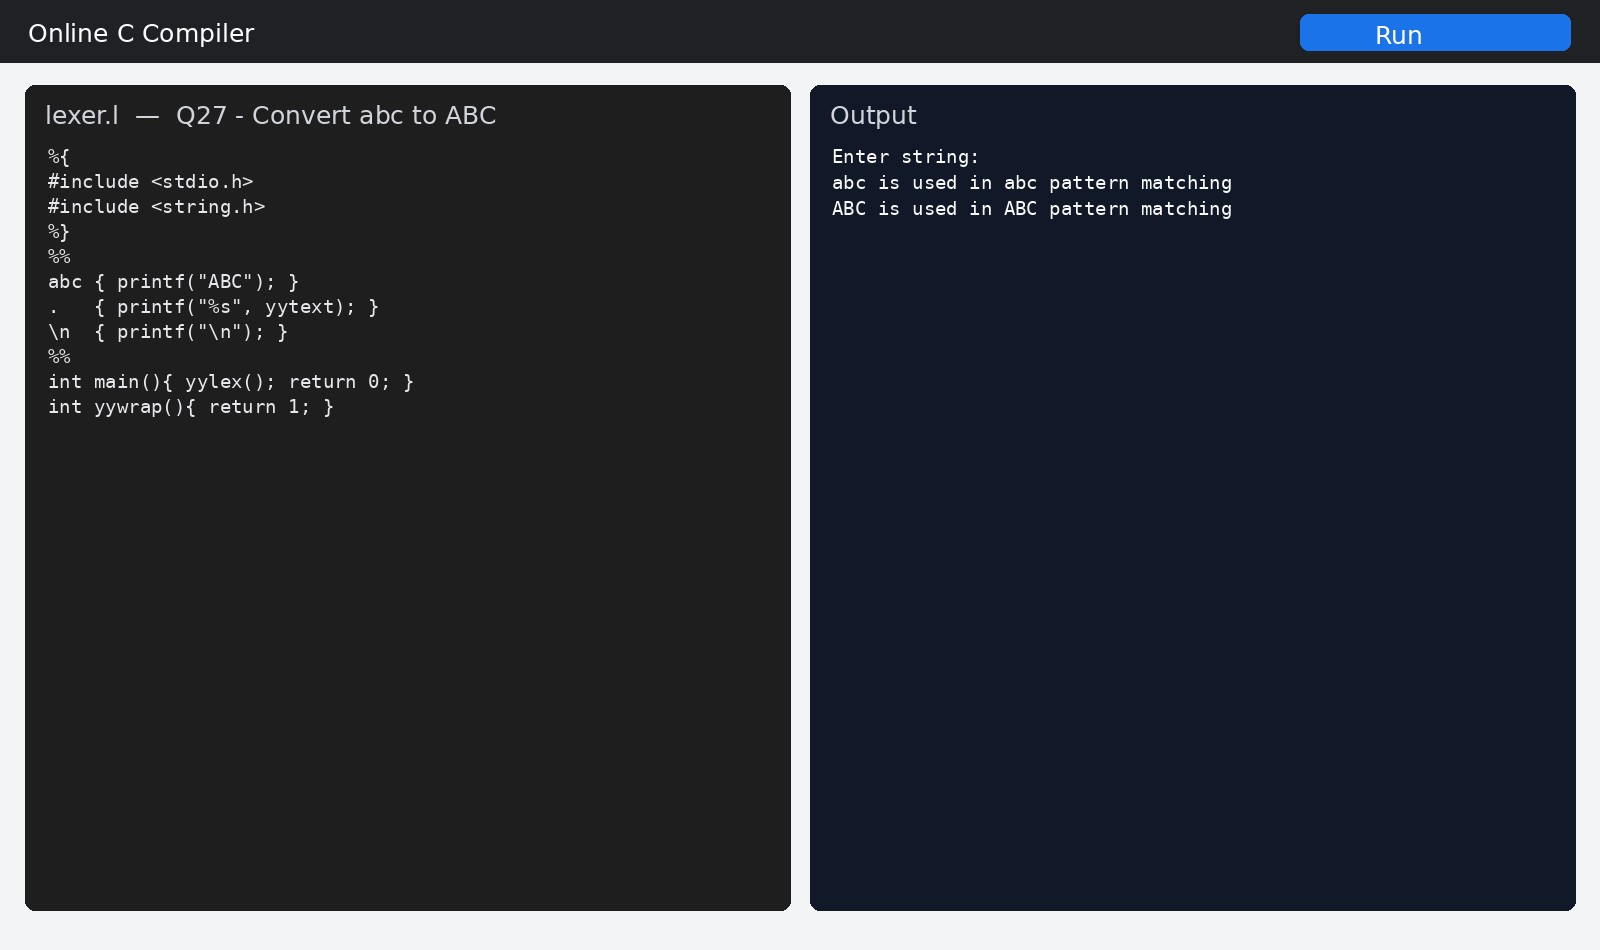 Online C Compiler
Run
lexer.l — Q27 - Convert abc to ABC
%{
#include <stdio.h>
#include <string.h>
%}
%%
abc { printf("ABC"); }
.   { printf("%s", yytext); }
\n  { printf("\n"); }
%%
int main(){ yylex(); return 0; }
int yywrap(){ return 1; }
Output
Enter string:
abc is used in abc pattern matching
ABC is used in ABC pattern matching